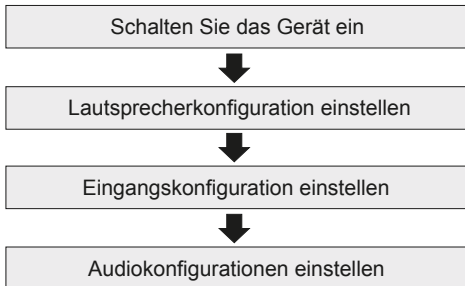 Schalten Sie das Gerät ein
Lautsprecherkonfiguration einstellen
Eingangskonfiguration einstellen
Audiokonfigurationen einstellen